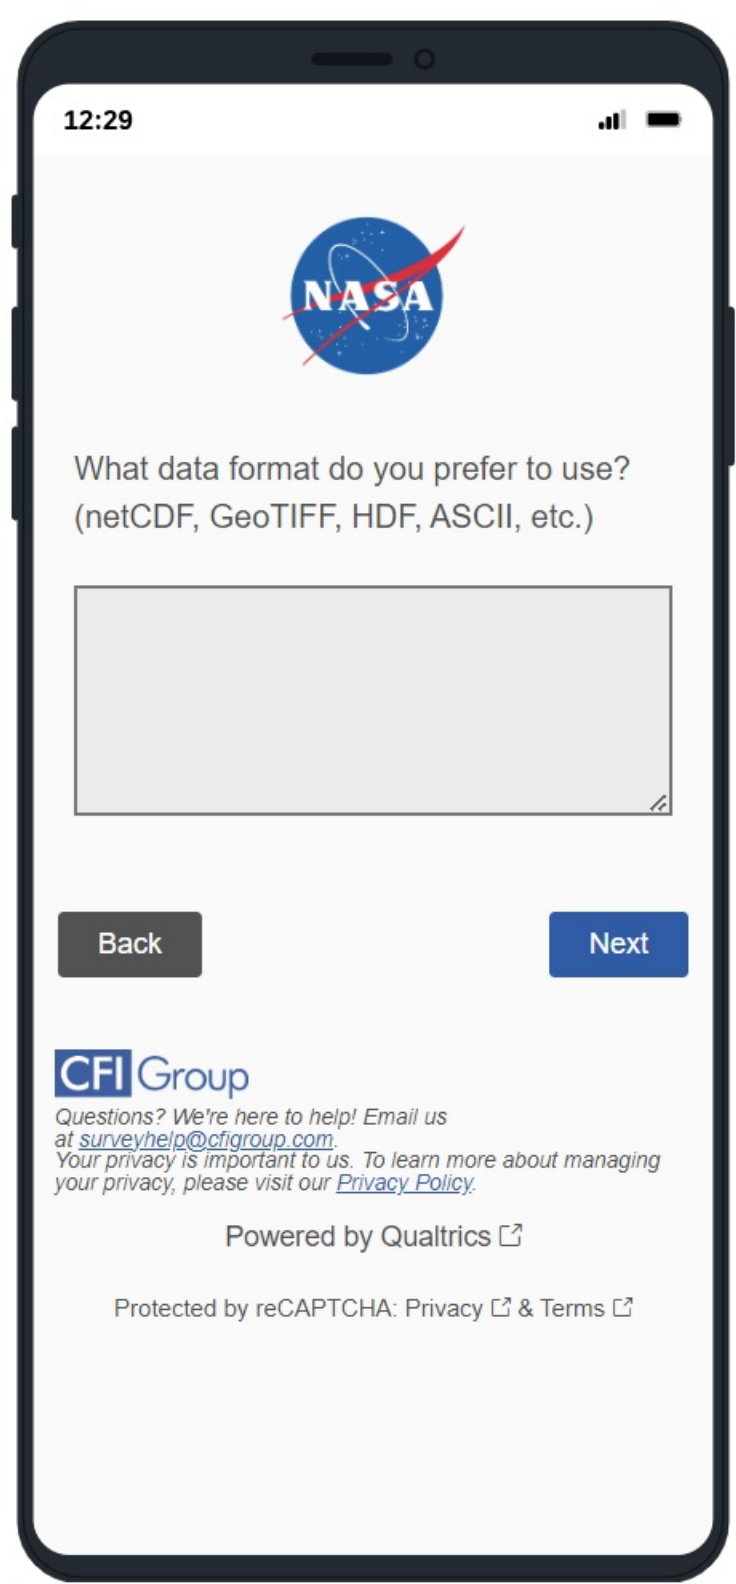 12:29
NASA
What data format do you prefer to use?
(netCDF, GeoTIFF, HDF, ASCII, etc.)
Back
Next
CFI Group
Questions? We're here to help! Email us
at surveyhelp@cfigroup.com.
Your privacy is important to us. To learn more about managing
your privacy, please visit our Privacy Policy.
Powered by Qualtrics
Protected by reCAPTCHA: Privacy & Terms